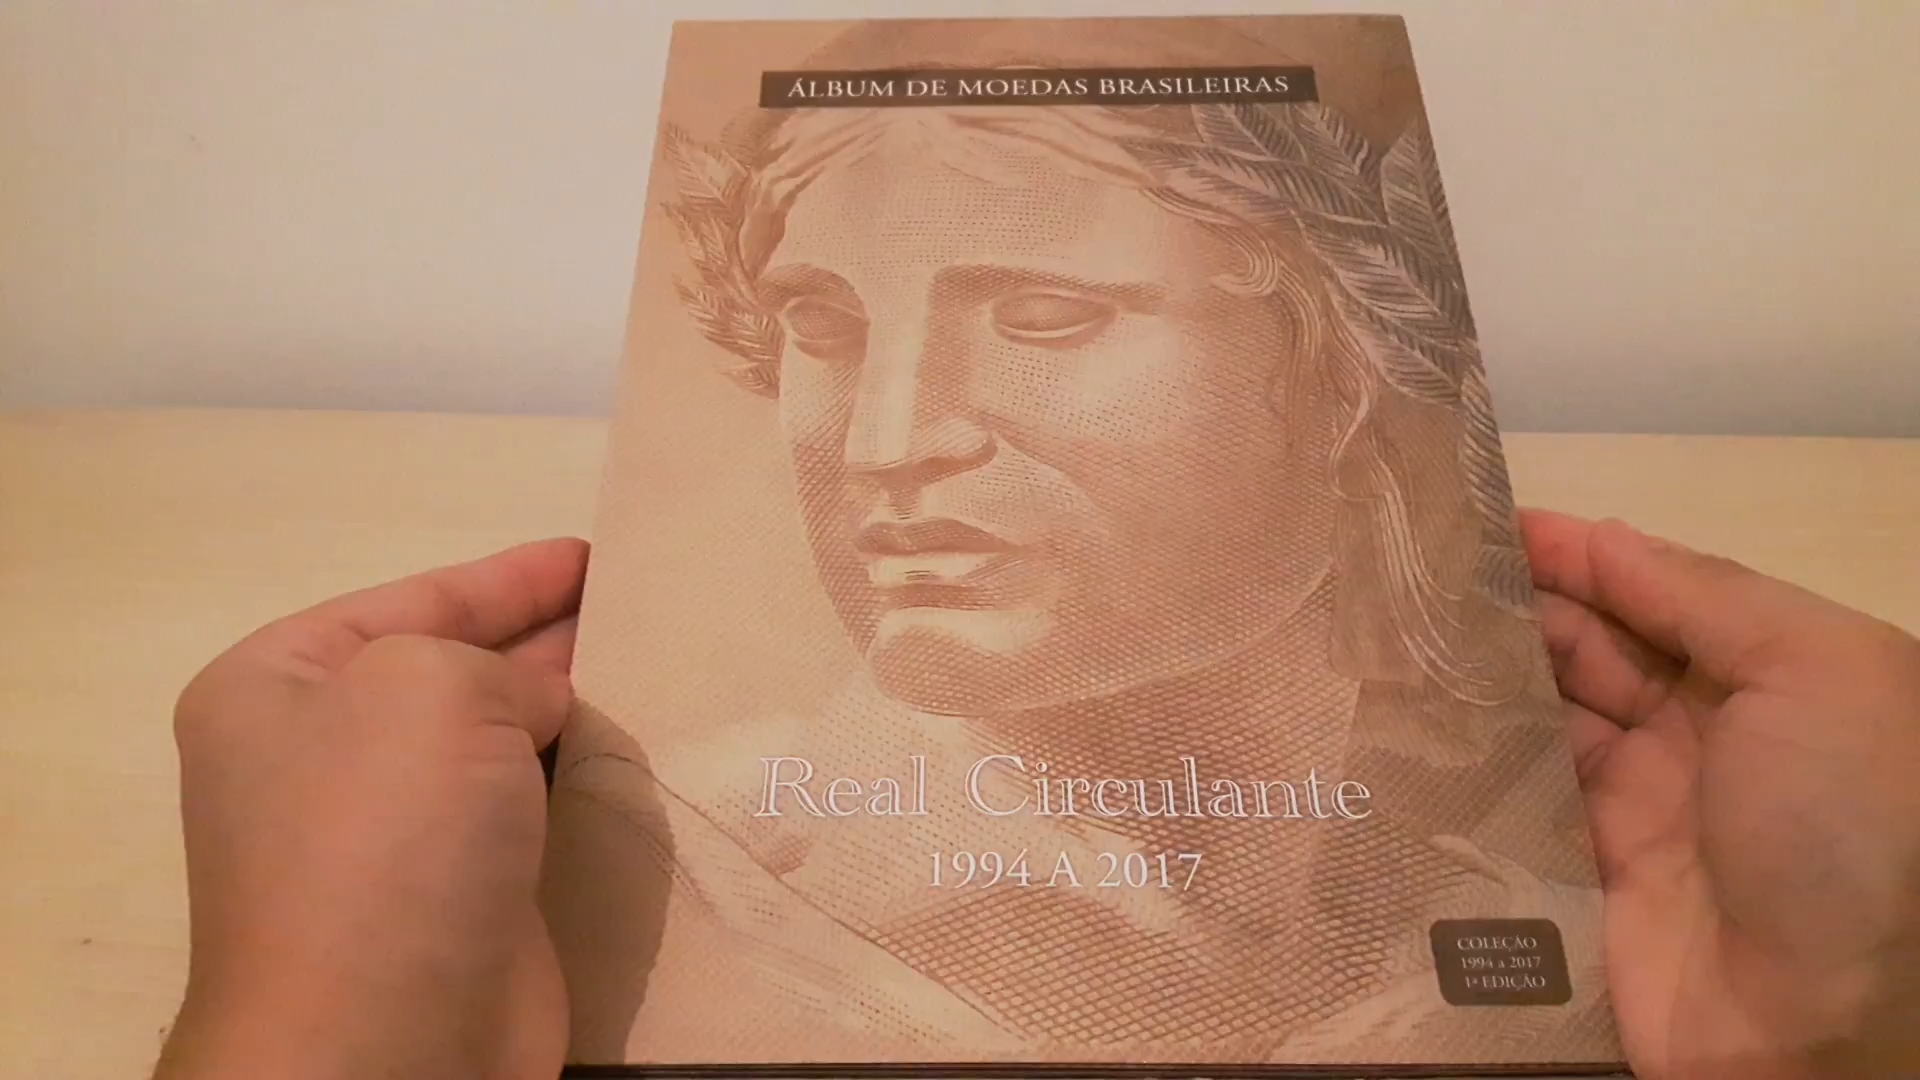 ÁLBUM DE MOEDAS BRASILEIRAS
Real Circulante
1994 A 2017
COLEÇÃO
1994 a 2017
1ª EDIÇÃO